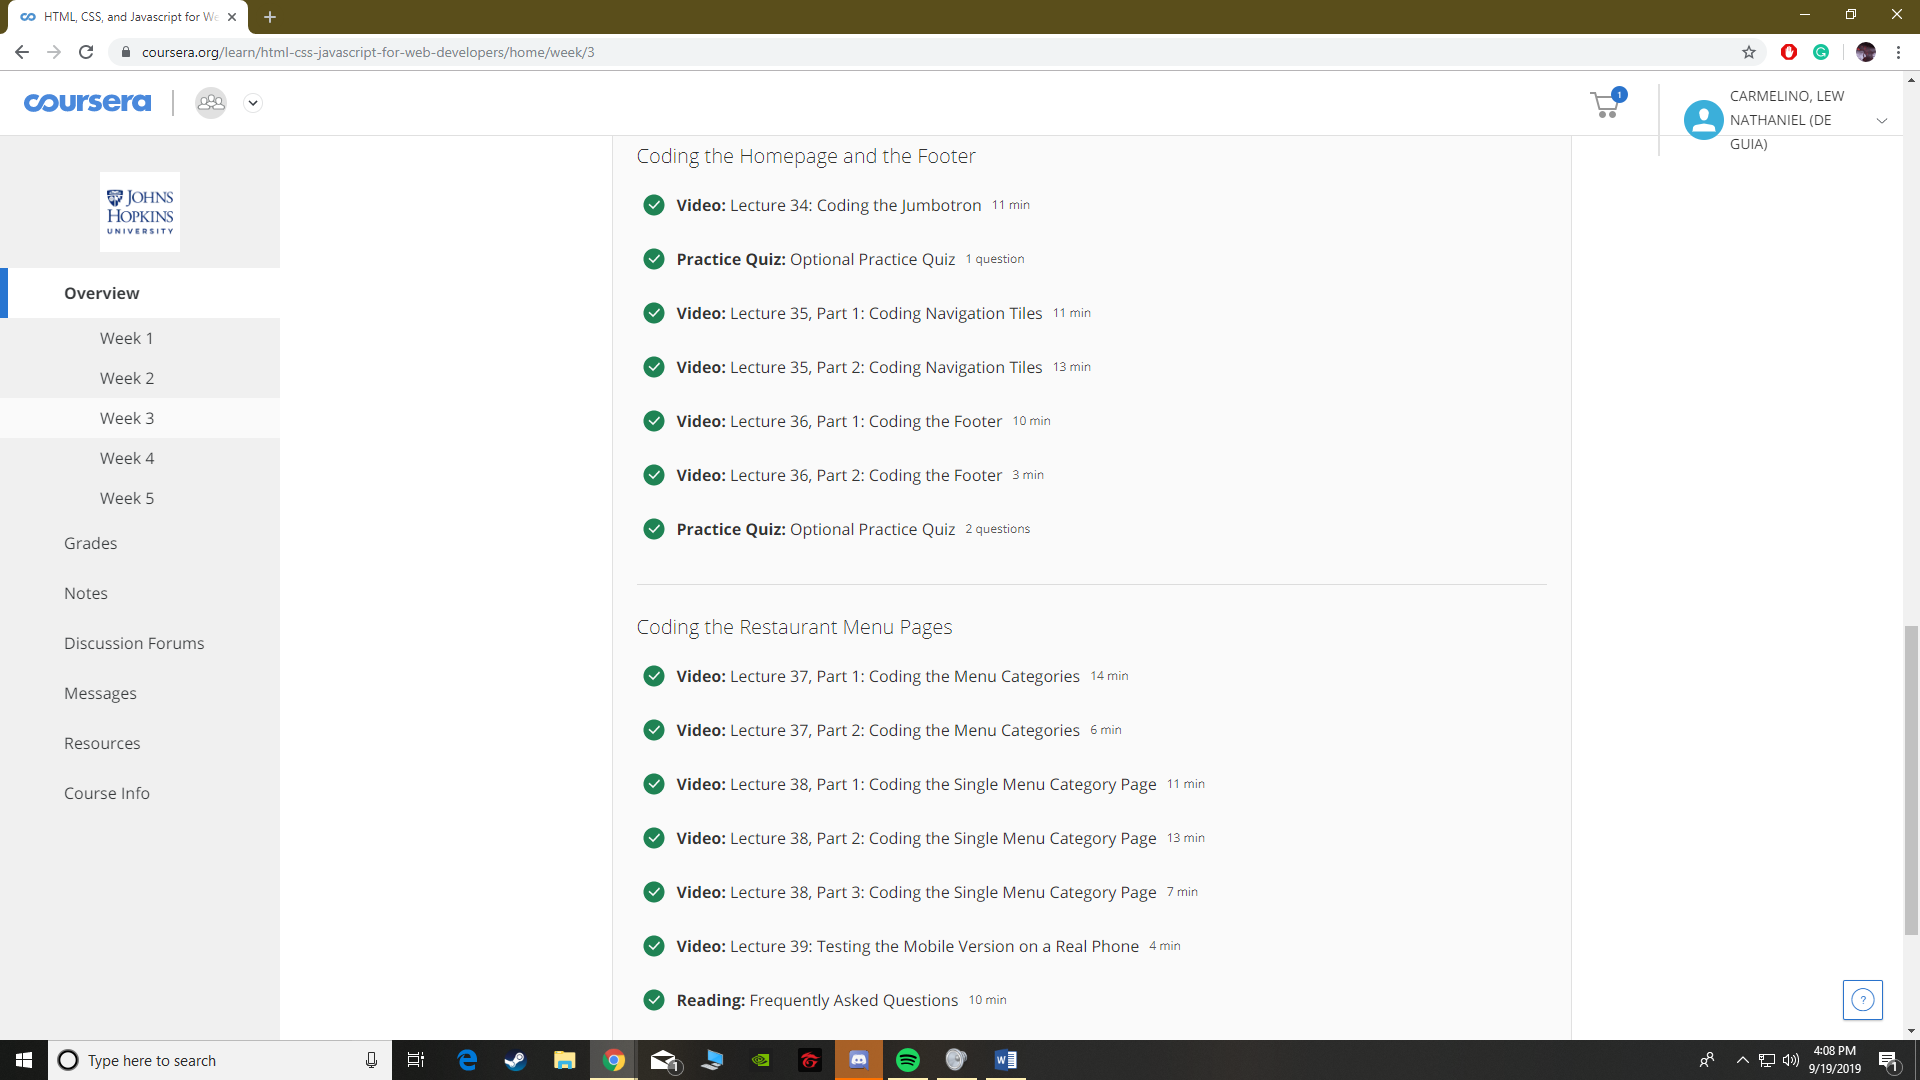 HTML, CSS, and Javascript for We
coursera.org/learn/html-css-javascript-for-web-developers/home/week/3
coursera
1
CARMELINO, LEW
NATHANIEL (DE
GUIA)
JOHNS
HOPKINS
UNIVERSITY
Overview
Week 1
Week 2
Week 3
Week 4
Week 5
Grades
Notes
Discussion Forums
Messages
Resources
Course Info
Coding the Homepage and the Footer
Video: Lecture 34: Coding the Jumbotron 11 min
Practice Quiz: Optional Practice Quiz 1 question
Video: Lecture 35, Part 1: Coding Navigation Tiles 11 min
Video: Lecture 35, Part 2: Coding Navigation Tiles 13 min
Video: Lecture 36, Part 1: Coding the Footer 10 min
Video: Lecture 36, Part 2: Coding the Footer 3 min
Practice Quiz: Optional Practice Quiz 2 questions
Coding the Restaurant Menu Pages
Video: Lecture 37, Part 1: Coding the Menu Categories 14 min
Video: Lecture 37, Part 2: Coding the Menu Categories 6 min
Video: Lecture 38, Part 1: Coding the Single Menu Category Page 11 min
Video: Lecture 38, Part 2: Coding the Single Menu Category Page 13 min
Video: Lecture 38, Part 3: Coding the Single Menu Category Page 7 min
Video: Lecture 39: Testing the Mobile Version on a Real Phone 4 min
Reading: Frequently Asked Questions 10 min
?
Type here to search
1
4:08 PM
9/19/2019
1